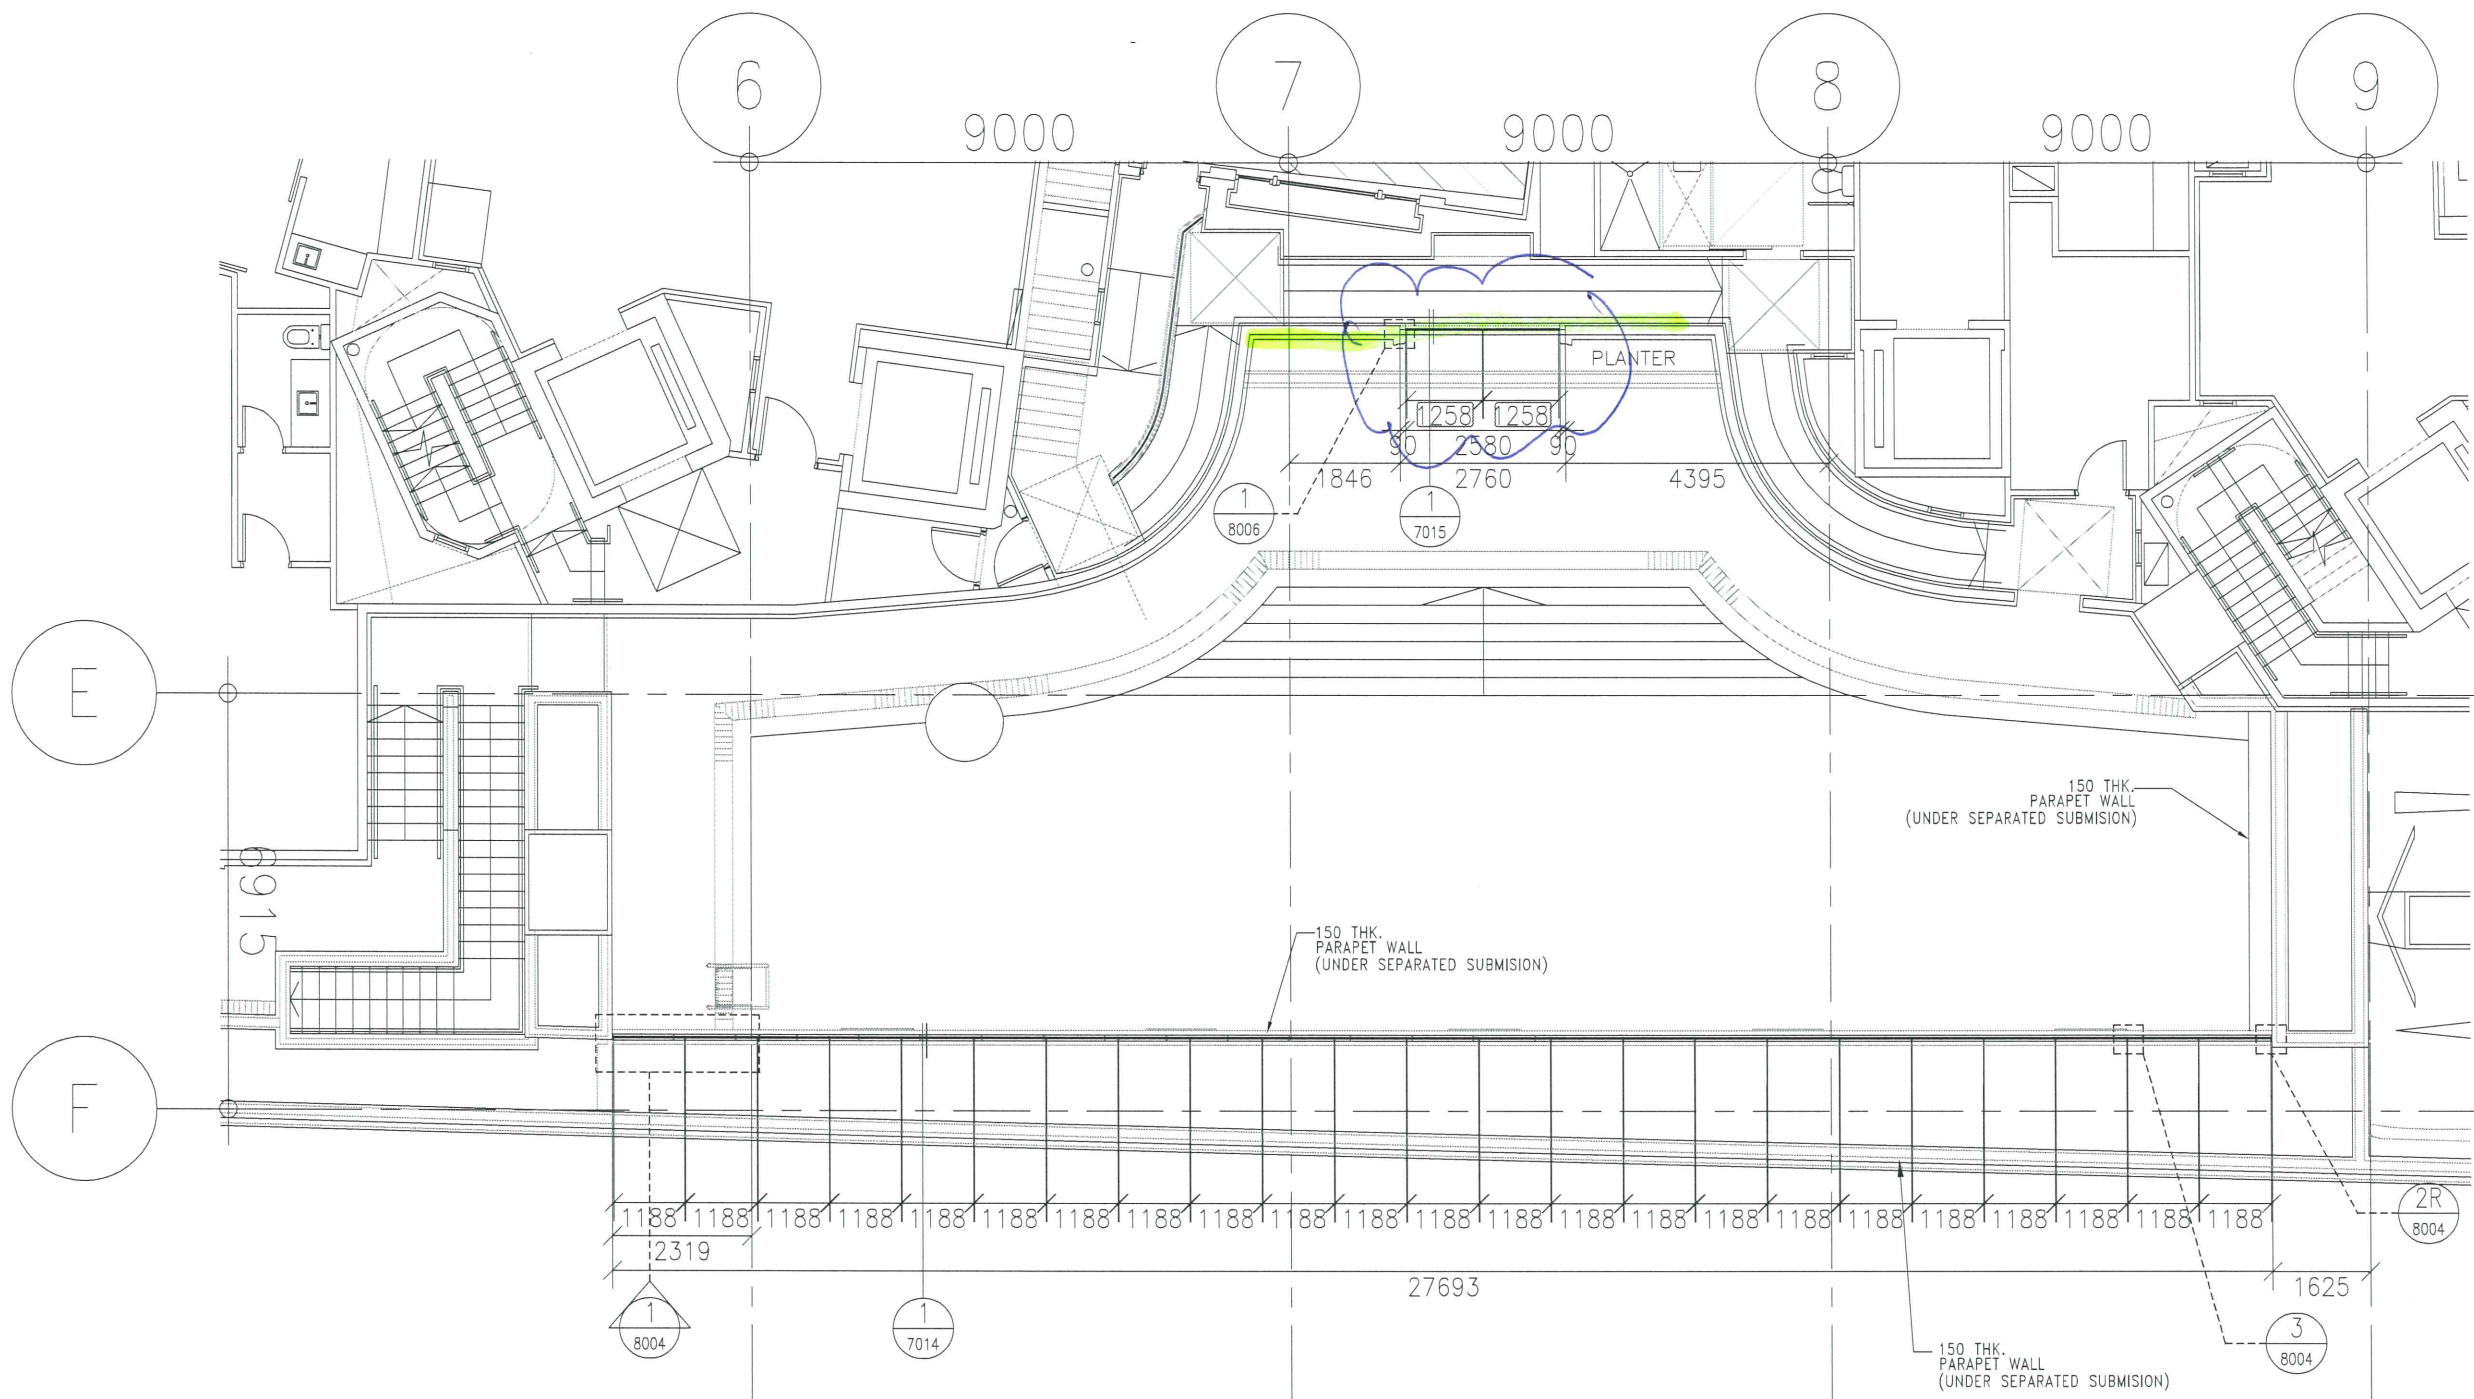 6
7
8
9
9000
9000
9000
PLANTER
1258
1258
90
2580
90
1846
2760
4395
1
8006
1
7015
E
150 THK.
PARAPET WALL
(UNDER SEPARATED SUBMISION)
6915
150 THK.
PARAPET WALL
(UNDER SEPARATED SUBMISION)
F
1188 1188 1188 1188 1188 1188 1188 1188 1188 1188 1188 1188 1188 1188 1188 1188 1188 1188 1188 1188 1188 1188 1188
2R
8004
2319
27693
1625
1
8004
1
7014
3
8004
150 THK.
PARAPET WALL
(UNDER SEPARATED SUBMISION)